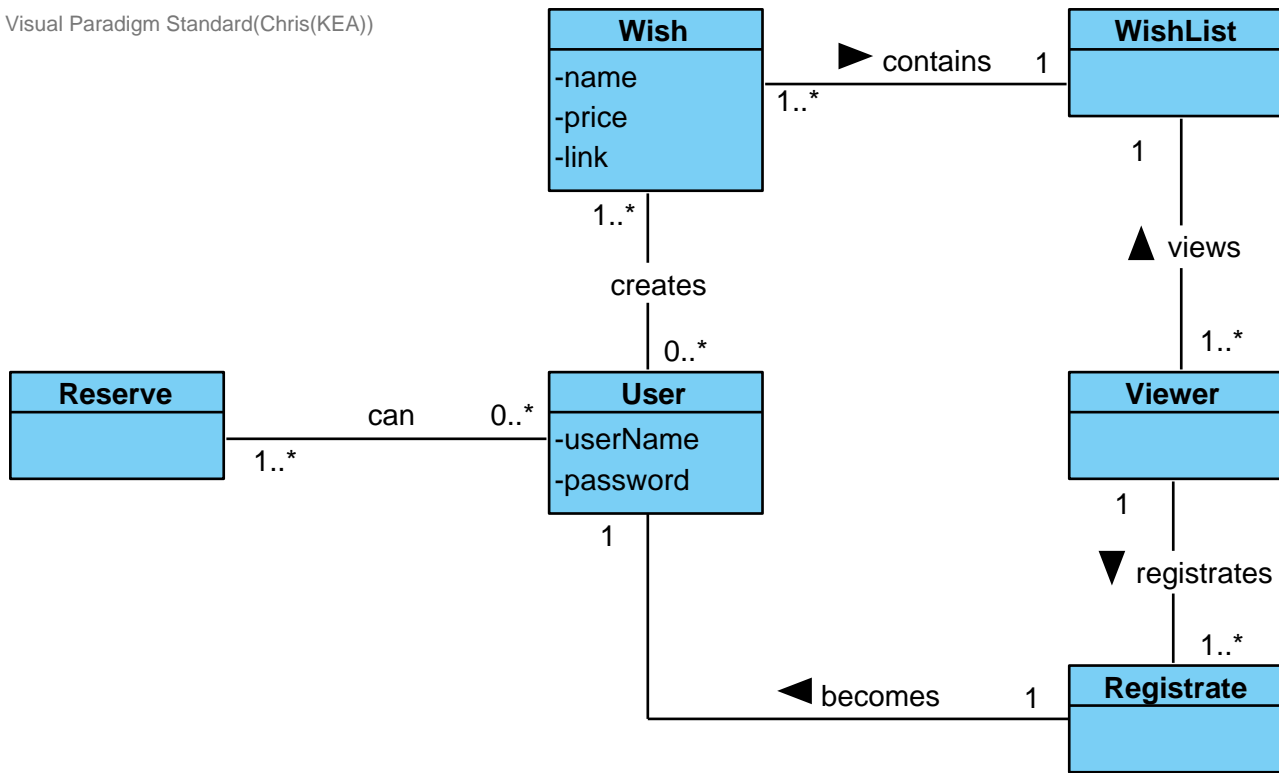 Visual Paradigm Standard(Chris(KEA))
Wish
-name
-price
-link
contains
1
1..*
WishList
1
views
1..*
1..*
creates
0..*
Reserve
can
0..*
1..*
User
-userName
-password
1
Viewer
1
registrates
1..*
becomes
1
Registrate